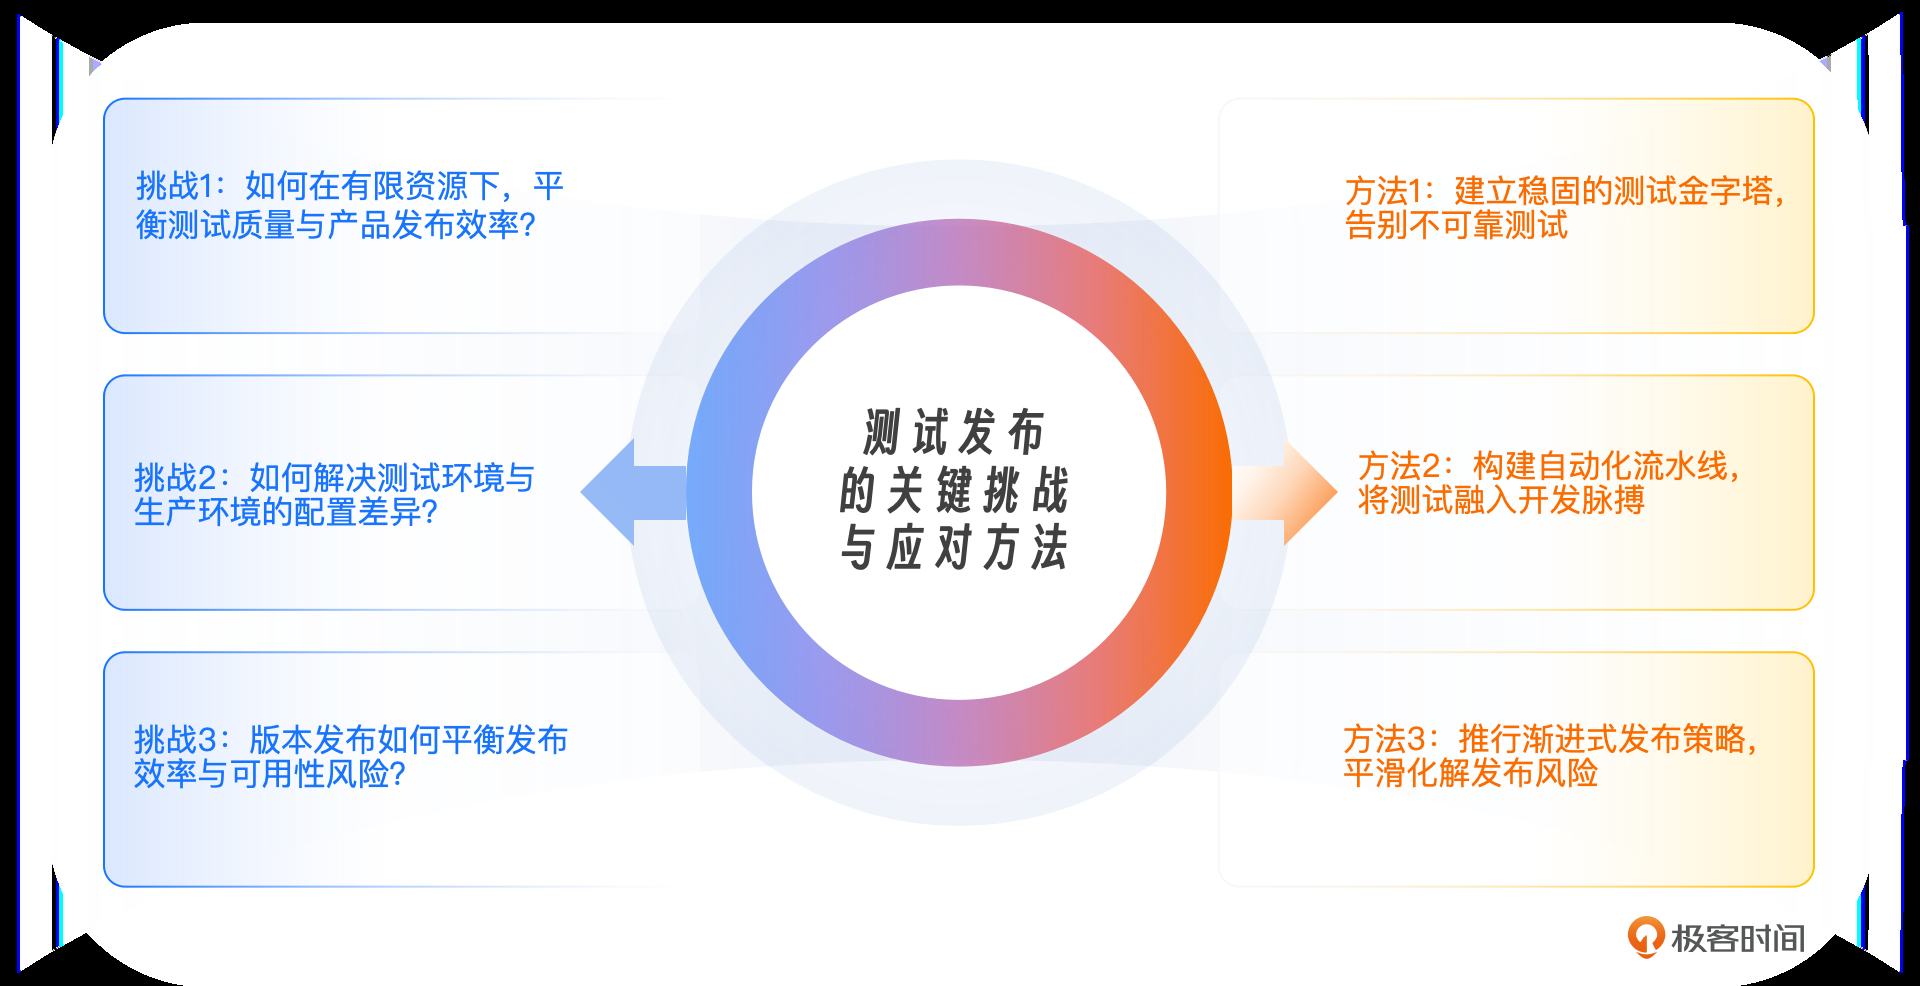 挑战1：如何在有限资源下，平
衡测试质量与产品发布效率？
挑战2：如何解决测试环境与
生产环境的配置差异？
挑战3：版本发布如何平衡发布
效率与可用性风险？
测试发布
的关键挑战
与应对方法
方法1：建立稳固的测试金字塔，
告别不可靠测试
方法2：构建自动化流水线，
将测试融入开发脉搏
方法3：推行渐进式发布策略，
平滑化解发布风险
极客时间